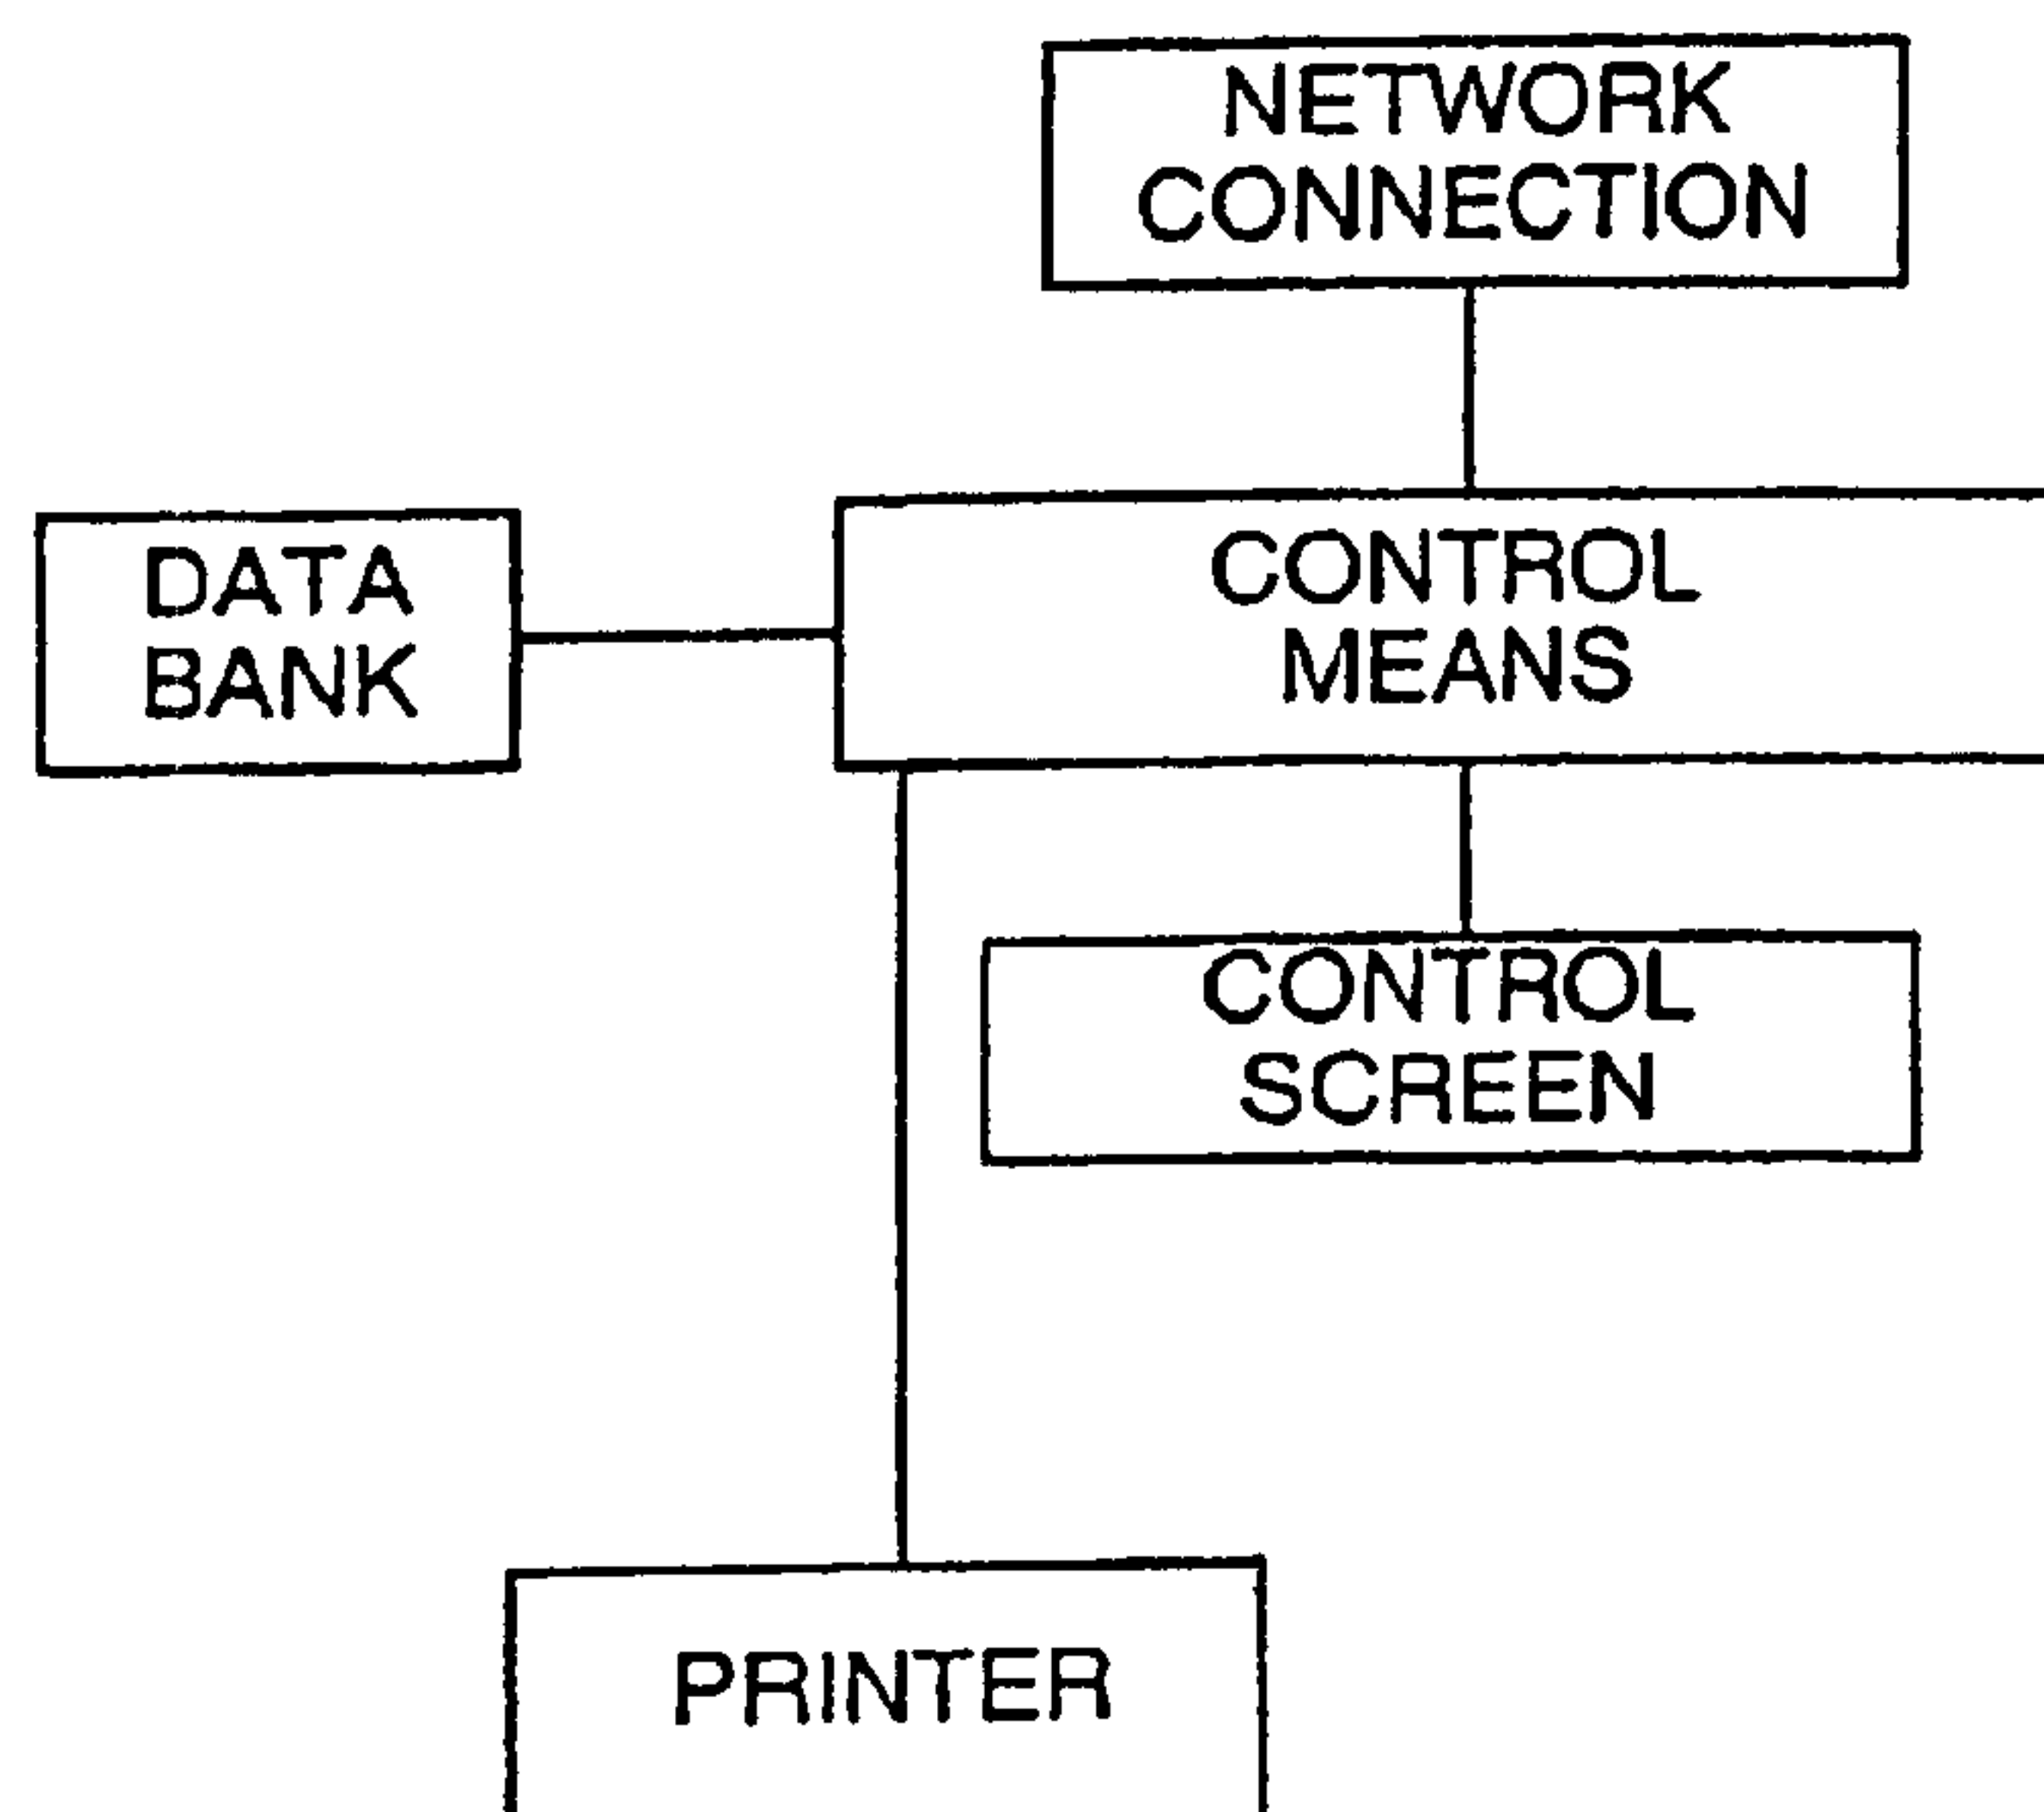 NETWORK
CONNECTION
DATA
BANK
CONTROL
MEANS
CONTROL
SCREEN
PRINTER